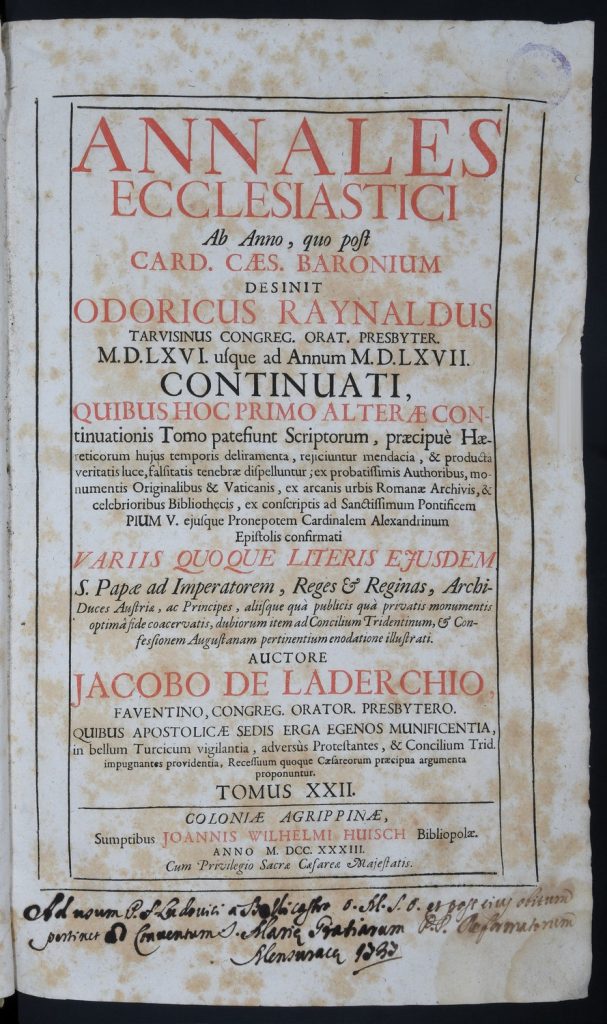 ANNALES
ECCLESIASTICI
Ab Anno, quo post
CARD. CÆS. BARONIUM
DESINIT
ODORICUS RAYNALDUS
TARVISINUS CONGREG. ORAT. PRESBYTER.
M.D.LXVI. usque ad Annum M.D.LXVII.
CONTINUATI,
QUIBUS HOC PRIMO ALTERÆ CON-
tinuationis Tomo patefiunt Scriptorum, præcipuè Hæ-
reticorum hujus temporis deliramenta, rejiciuntur mendacia, & producta
veritatis luce, falsitatis tenebræ dispelluntur; ex probatissimis Authoribus, mo-
numentis Originalibus & Vaticanis, ex arcanis urbis Romanæ Archivis, &
celebrioribus Bibliothecis, ex conscriptis ad Sanctissimum Pontificem
PIUM V. ejusque Pronepotem Cardinalem Alexandrinum
Epistolis confirmati
VARIIS QUOQUE LITERIS EJUSDEM
S. Papæ ad Imperatorem, Reges & Reginas, Archi-
Duces Austriæ, ac Principes, aliisque quà publicis quà privatis monumentis
optimâ fide coacervatis, dubiorum item ad Concilium Tridentinum, & Con-
fessionem Augustanam pertinentium enodatione illustrati.
AUCTORE
JACOBO DE LADERCHIO,
FAVENTINO, CONGREG. ORATOR. PRESBYTERO.
QUIBUS APOSTOLICÆ SEDIS ERGA EGENOS MUNIFICENTIA,
in bellum Turcicum vigilantia, adversùs Protestantes, & Concilium Trid.
impugnantes providentia, Recessuum quoque Cæsareorum præcipua argumenta
proponuntur.
TOMUS XXII.
COLONIÆ AGRIPPINÆ,
Sumptibus JOANNIS WILHELMI HUISCH Bibliopolæ.
ANNO M. DCC. XXXIII.
Cum Privilegio Sacræ Cæsareæ Majestatis.
Ad usum P. F. Ludovici a et post ejus obitum
pertinet ad Conventum S. Mariæ Gratiarum P.P. Reformatorum